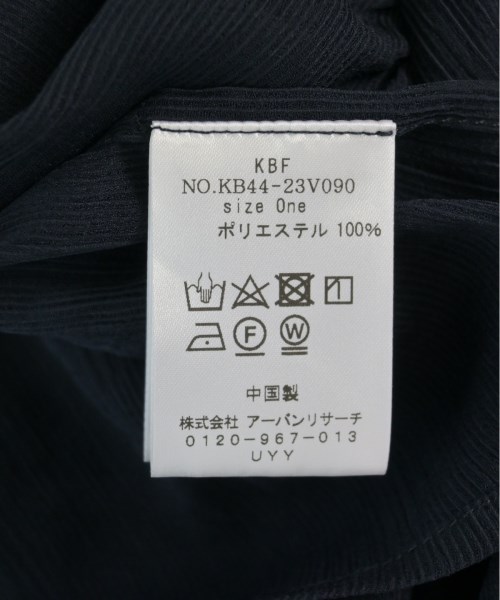 KBF
NO.KB44-23V090
size One
ポリエステル 100%
F W
中国製
株式会社 アーバンリサーチ
0120-967-013
UYY